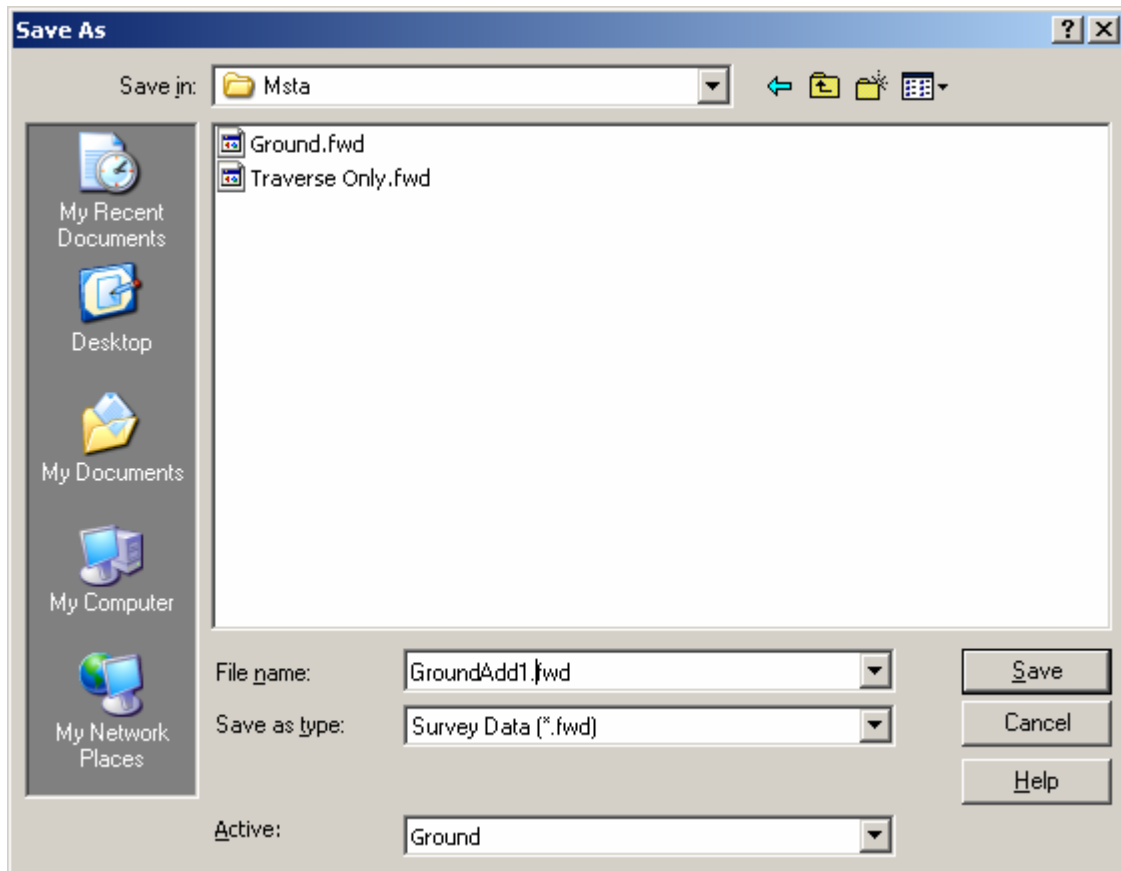 Save As
Save in:
Msta
Ground.fwd
Traverse Only.fwd
My Recent
Documents
Desktop
My Documents
My Computer
My Network
Places
File name:
GroundAdd1.fwd
Save
Save as type:
Survey Data (*.fwd)
Cancel
Help
Active:
Ground